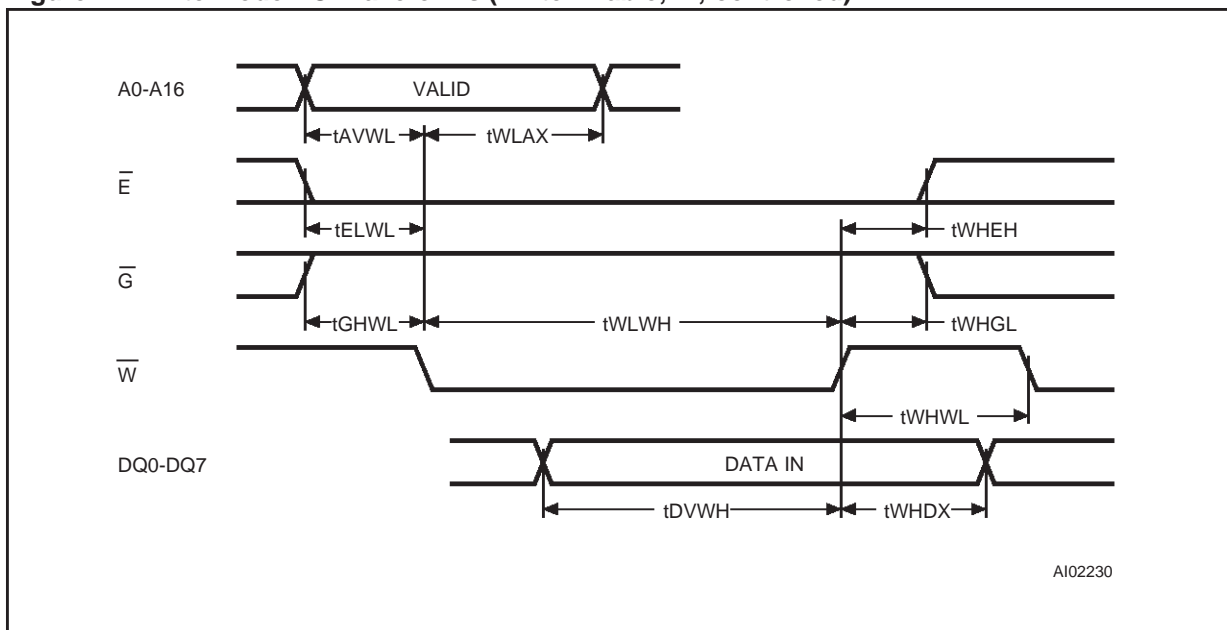 A0-A16
VALID
tAVWL
tWLAX
E
tELWL
tWHEH
G
tGHWL
tWLWH
tWHGL
W
tWHWL
DQ0-DQ7
DATA IN
tDVWH
tWHDX
AI02230